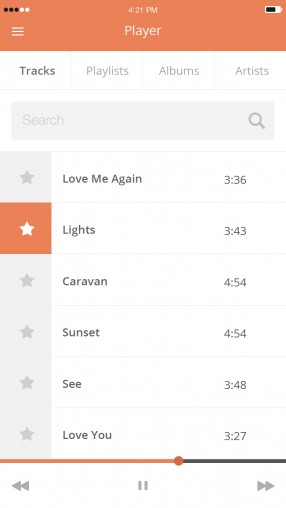 4:21 PM
Player
Tracks Playlists Albums Artists
Search
Love Me Again 3:36
Lights 3:43
Caravan 4:54
Sunset 4:54
See 3:48
Love You 3:27